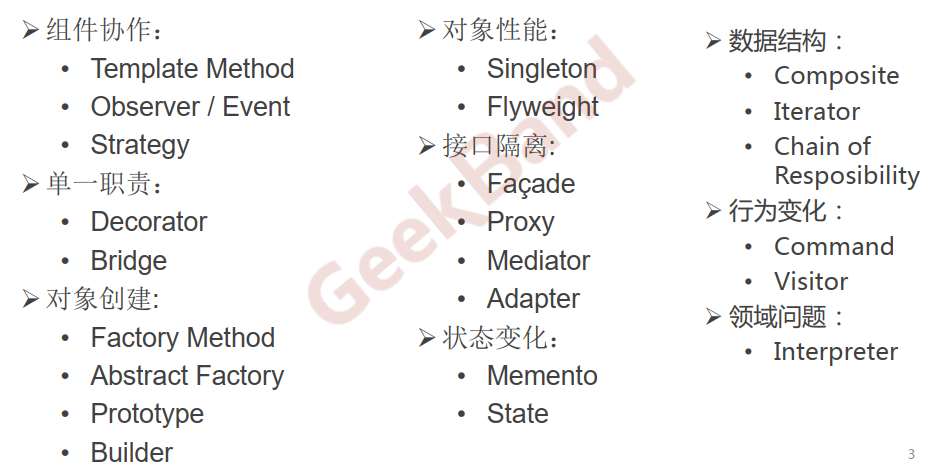 组件协作：
Template Method
Observer / Event
Strategy
单一职责：
Decorator
Bridge
对象创建:
Factory Method
Abstract Factory
Prototype
Builder
对象性能：
Singleton
Flyweight
接口隔离:
Façade
Proxy
Mediator
Adapter
状态变化：
Memento
State
数据结构：
Composite
Iterator
Chain of
Resposibility
行为变化：
Command
Visitor
领域问题：
Interpreter
GeekBand
3